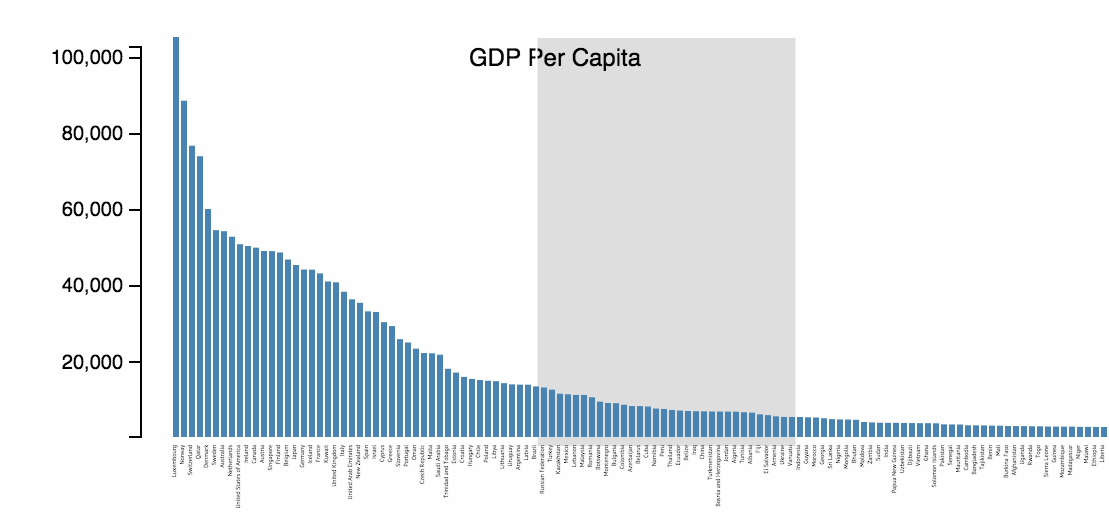 GDP Per Capita
100,000
80,000
60,000
40,000
20,000
Luxembourg
Norway
Switzerland
Qatar
Denmark
Sweden
Australia
Netherlands
United States of America
Ireland
Canada
Austria
Singapore
Finland
Belgium
Japan
Germany
Iceland
France
Kuwait
United Kingdom
Italy
United Arab Emirates
New Zealand
Spain
Israel
Cyprus
Greece
Slovenia
Portugal
Oman
Czech Republic
Malta
Saudi Arabia
Trinidad and Tobago
Estonia
Croatia
Hungary
Chile
Poland
Libya
Lithuania
Uruguay
Argentina
Latvia
Brazil
Russian Federation
Turkey
Kazakhstan
Mexico
Lebanon
Malaysia
Romania
Botswana
Montenegro
Bulgaria
Colombia
Azerbaijan
Belarus
Cuba
Namibia
Peru
Thailand
Ecuador
Belize
Iraq
China
Turkmenistan
Bosnia and Herzegovina
Jordan
Algeria
Tunisia
Albania
Fiji
El Salvador
Armenia
Ukraine
Vanuatu
Indonesia
Guyana
Morocco
Georgia
Sri Lanka
Nigeria
Mongolia
Bhutan
Moldova
Zambia
Sudan
India
Papua New Guinea
Uzbekistan
Djibouti
Vietnam
Ghana
Solomon Islands
Pakistan
Senegal
Mauritania
Cambodia
Bangladesh
Tajikistan
Benin
Mali
Burkina Faso
Afghanistan
Uganda
Rwanda
Togo
Sierra Leone
Guinea
Mozambique
Madagascar
Niger
Malawi
Ethiopia
Liberia